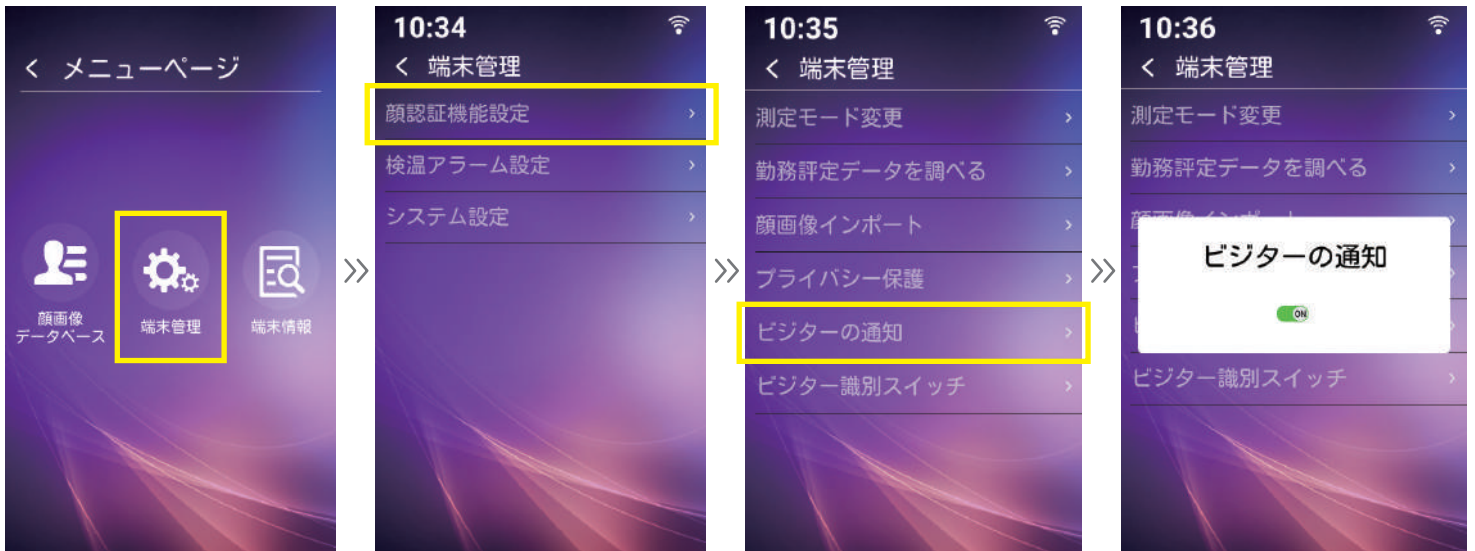 < メニューページ
顔画像
データベース
端末管理
端末情報
»
10:34
< 端末管理
顔認証機能設定 >
検温アラーム設定 >
システム設定 >
»
10:35
< 端末管理
測定モード変更 >
勤務評定データを調べる >
顔画像インポート >
プライバシー保護 >
ビジターの通知 >
ビジター識別スイッチ >
»
10:36
< 端末管理
測定モード変更 >
勤務評定データを調べる >
ビジターの通知
ON
ビジター識別スイッチ >